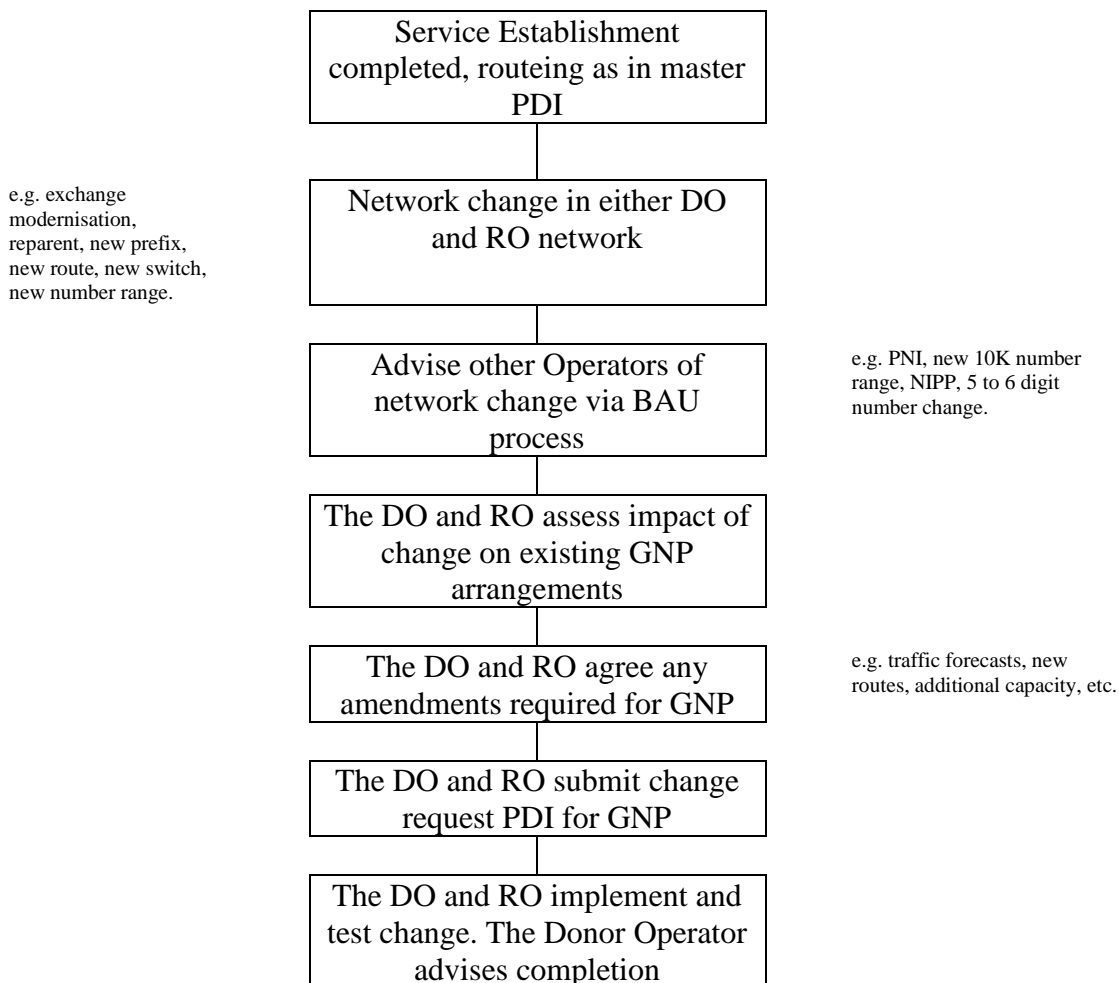 Service Establishment
completed, routeing as in master
PDI
e.g. exchange
modernisation,
reparent, new prefix,
new route, new switch,
new number range.
Network change in either DO
and RO network
Advise other Operators of
network change via BAU
process
e.g. PNI, new 10K number
range, NIPP, 5 to 6 digit
number change.
The DO and RO assess impact of
change on existing GNP
arrangements
The DO and RO agree any
amendments required for GNP
e.g. traffic forecasts, new
routes, additional capacity, etc.
The DO and RO submit change
request PDI for GNP
The DO and RO implement and
test change. The Donor Operator
advises completion